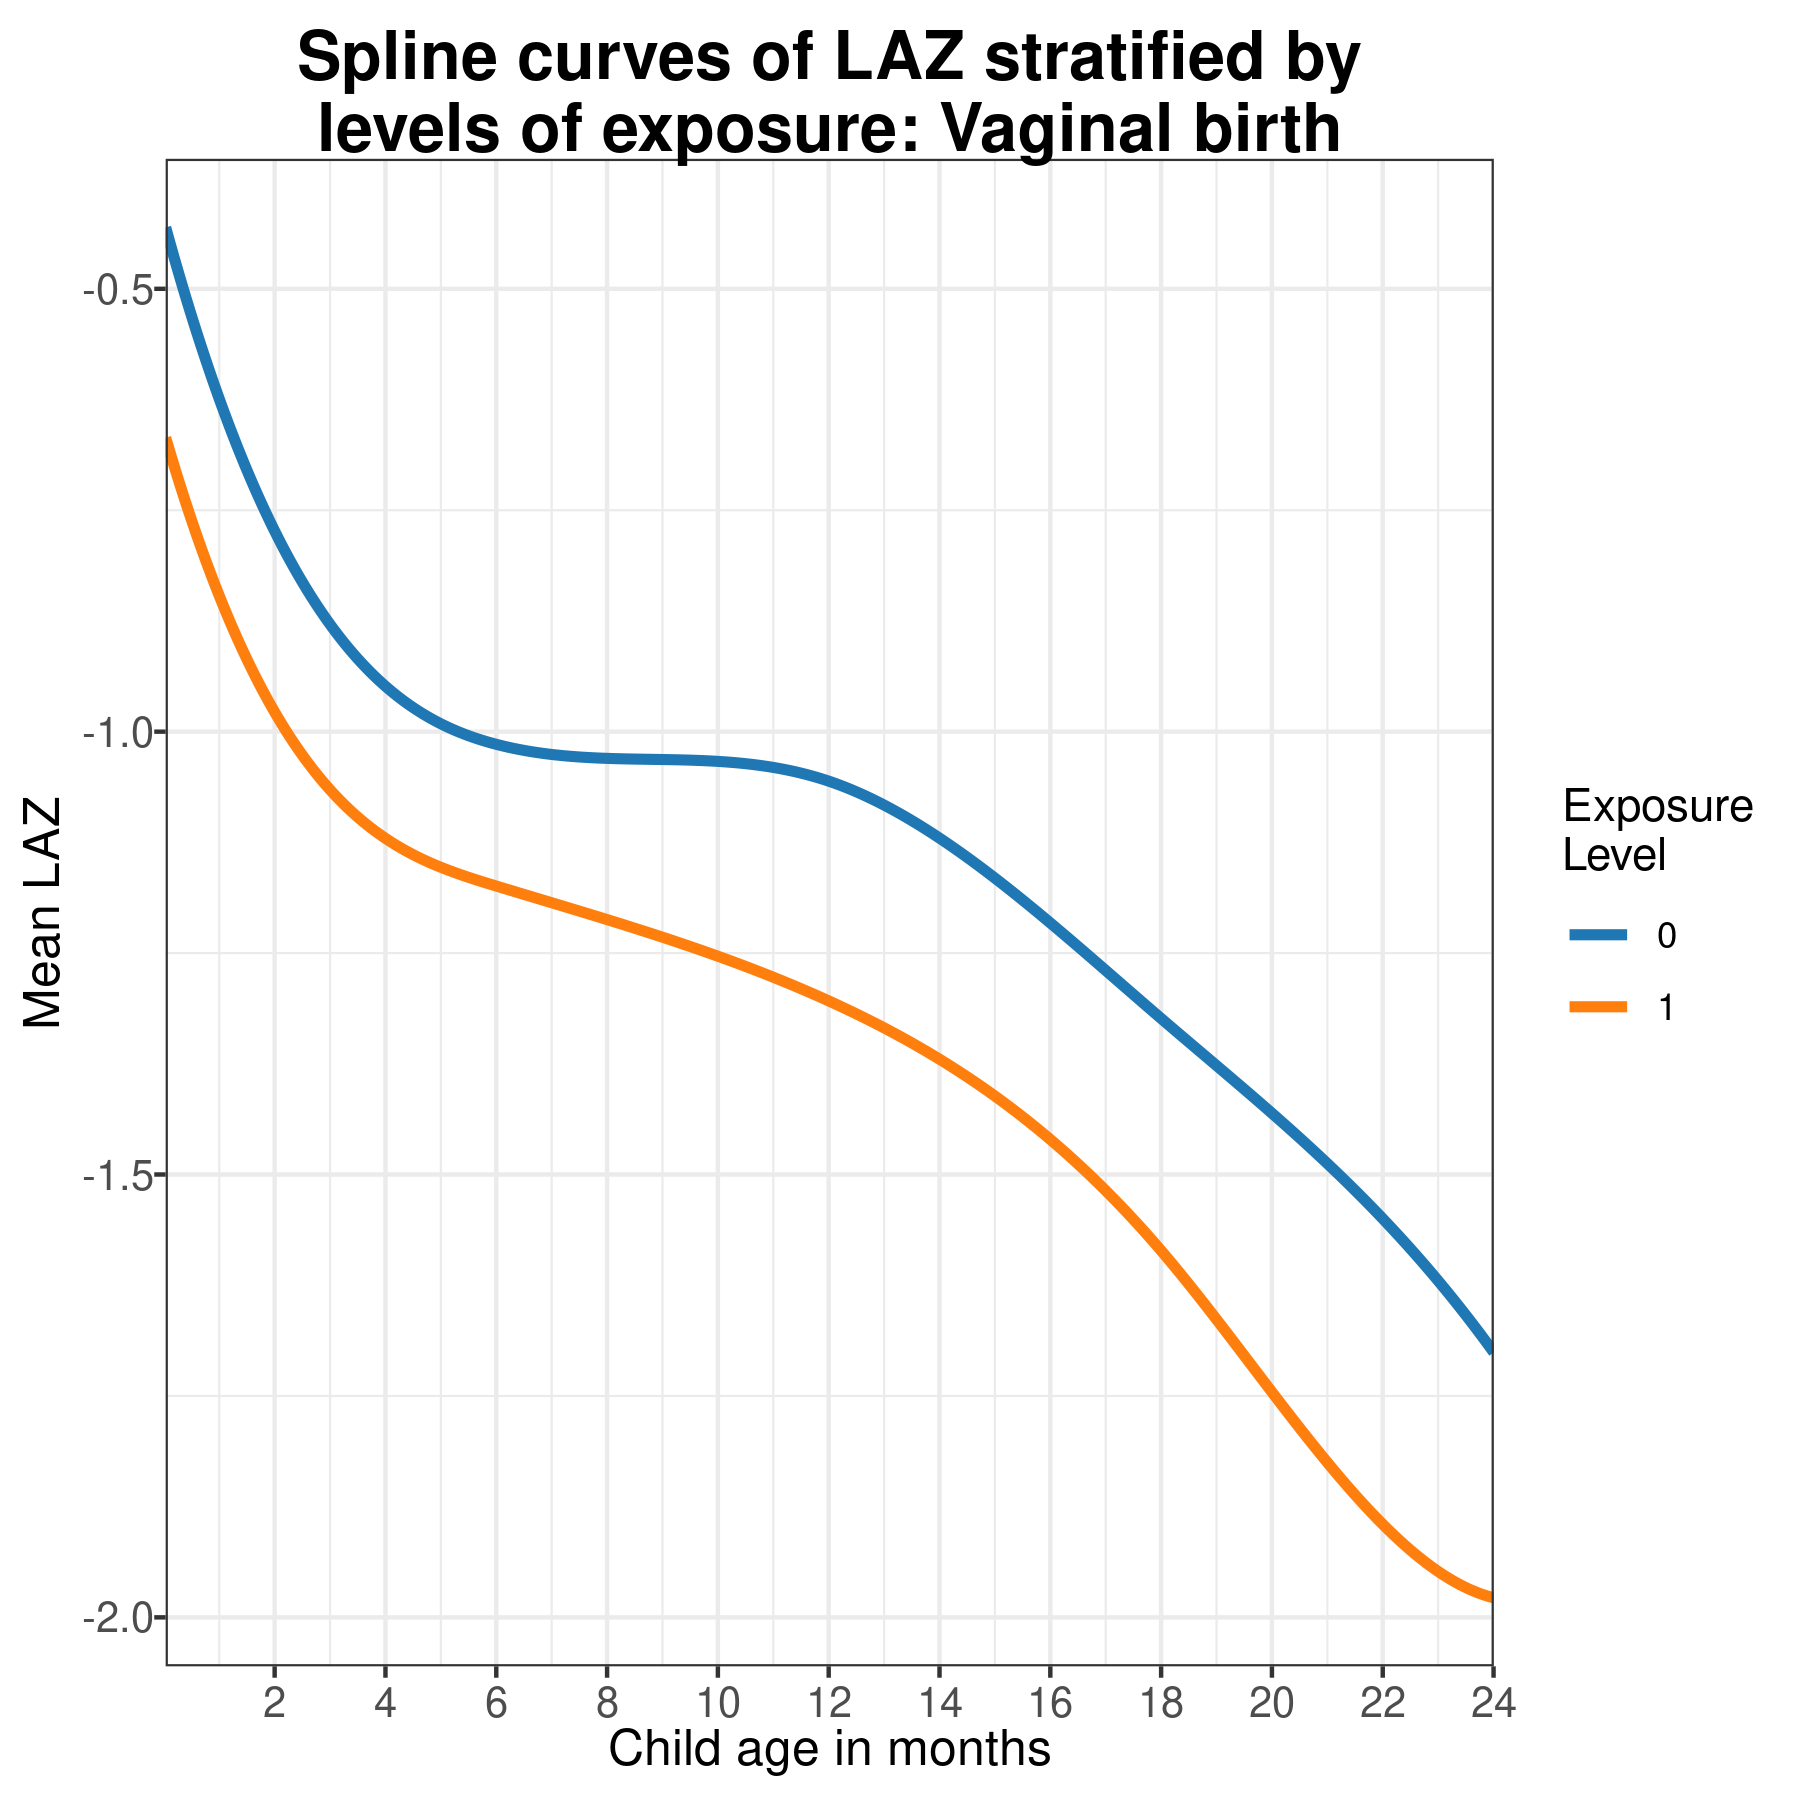 Spline curves of LAZ stratified by
levels of exposure: Vaginal birth
Mean LAZ
-0.5
-1.0
-1.5
-2.0
2 4 6 8 10 12 14 16 18 20 22 24
Child age in months
Exposure
Level
0
1